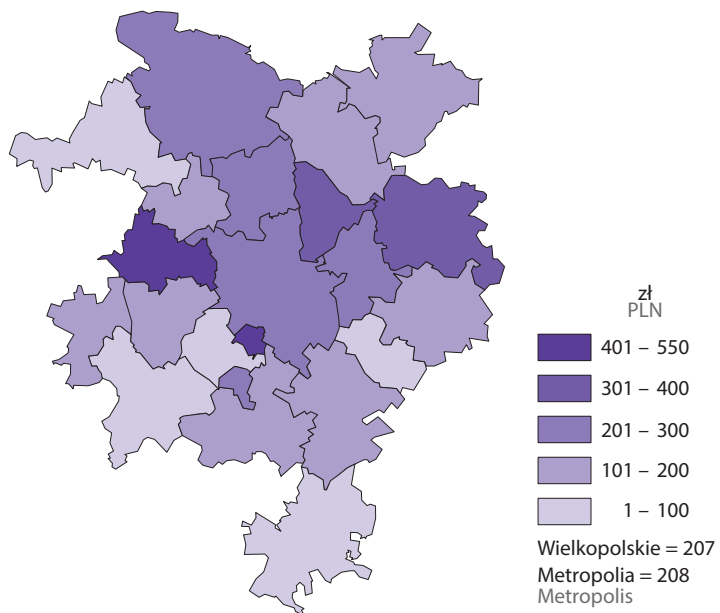 zł
PLN
401 – 550
301 – 400
201 – 300
101 – 200
1 – 100
Wielkopolskie = 207
Metropolia = 208
Metropolis